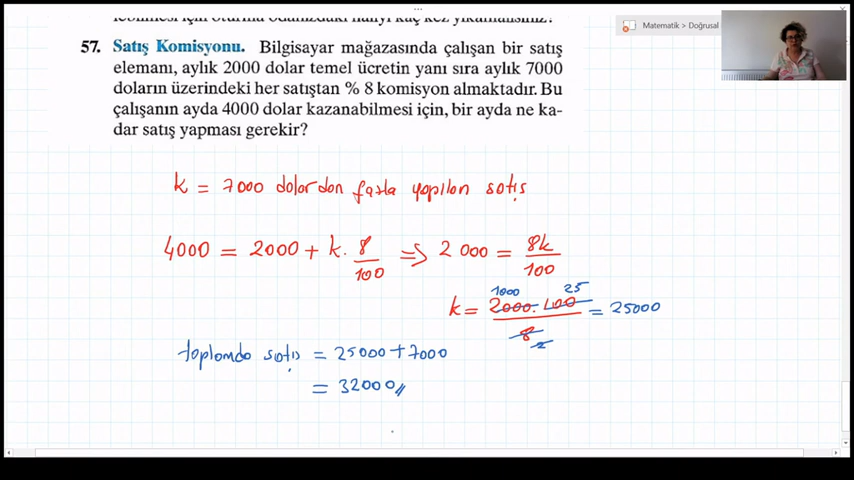 Matematik > Doğrusal
57. Satış Komisyonu. Bilgisayar mağazasında çalışan bir satış
elemanı, aylık 2000 dolar temel ücretin yanı sıra aylık 7000
doların üzerindeki her satıştan % 8 komisyon almaktadır. Bu
çalışanın ayda 4000 dolar kazanabilmesi için, bir ayda ne ka-
dar satış yapması gerekir?
k = 7000 dolardan fazla yapılan satış
4000 = 2000 + k. 8/100 => 2000 = 8k/100
1000 25
k = 2000.100/8 = 25000
2
toplamda satış = 25000+7000
= 32000//